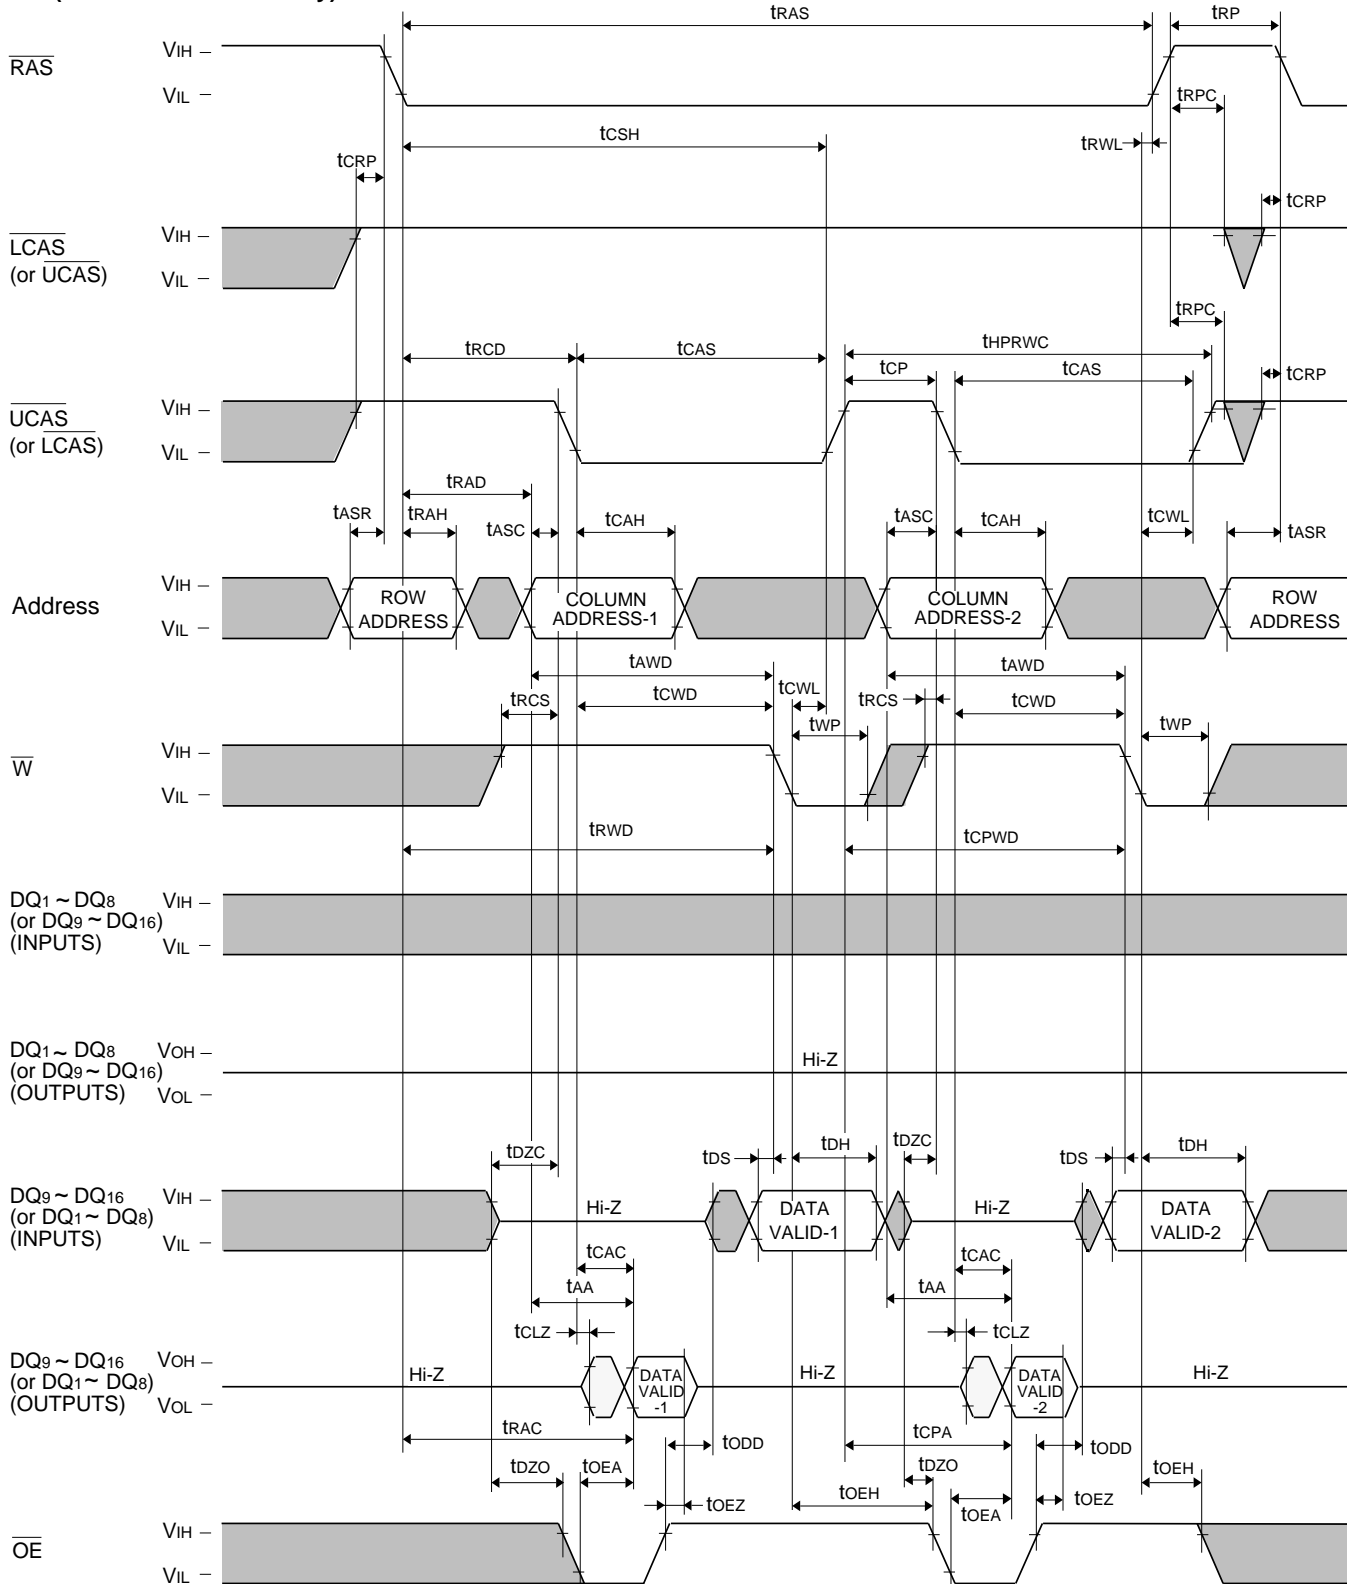 tRAS
tRP
RAS
VIH
VIL
tRPC
tCSH
tRWL
tCRP
tCRP
LCAS
(or UCAS)
VIH
VIL
tRPC
tRCD
tCAS
tHPRWC
tCP
tCAS
tCRP
UCAS
(or LCAS)
VIH
VIL
tRAD
tASR
tRAH
tASC
tCAH
tASC
tCAH
tCWL
tASR
Address
VIH
VIL
ROW
ADDRESS
COLUMN
ADDRESS-1
COLUMN
ADDRESS-2
ROW
ADDRESS
tAWD
tAWD
tRCS
tCWD
tCWL
tRCS
tCWD
tWP
tWP
W
VIH
VIL
tRWD
tCPWD
DQ1 ~ DQ8
(or DQ9 ~ DQ16)
(INPUTS)
VIH
VIL
DQ1 ~ DQ8
(or DQ9 ~ DQ16)
(OUTPUTS)
VOH
VOL
Hi-Z
tDZC
tDS
tDH
tDZC
tDS
tDH
DQ9 ~ DQ16
(or DQ1 ~ DQ8)
(INPUTS)
VIH
VIL
Hi-Z
DATA
VALID-1
Hi-Z
DATA
VALID-2
tCAC
tCAC
tAA
tAA
tCLZ
tCLZ
DQ9 ~ DQ16
(or DQ1 ~ DQ8)
(OUTPUTS)
VOH
VOL
Hi-Z
DATA
VALID
-1
Hi-Z
DATA
VALID
-2
Hi-Z
tRAC
tODD
tCPA
tODD
tDZO
tOEA
tOEZ
tOEH
tDZO
tOEA
tOEZ
tOEH
OE
VIH
VIL